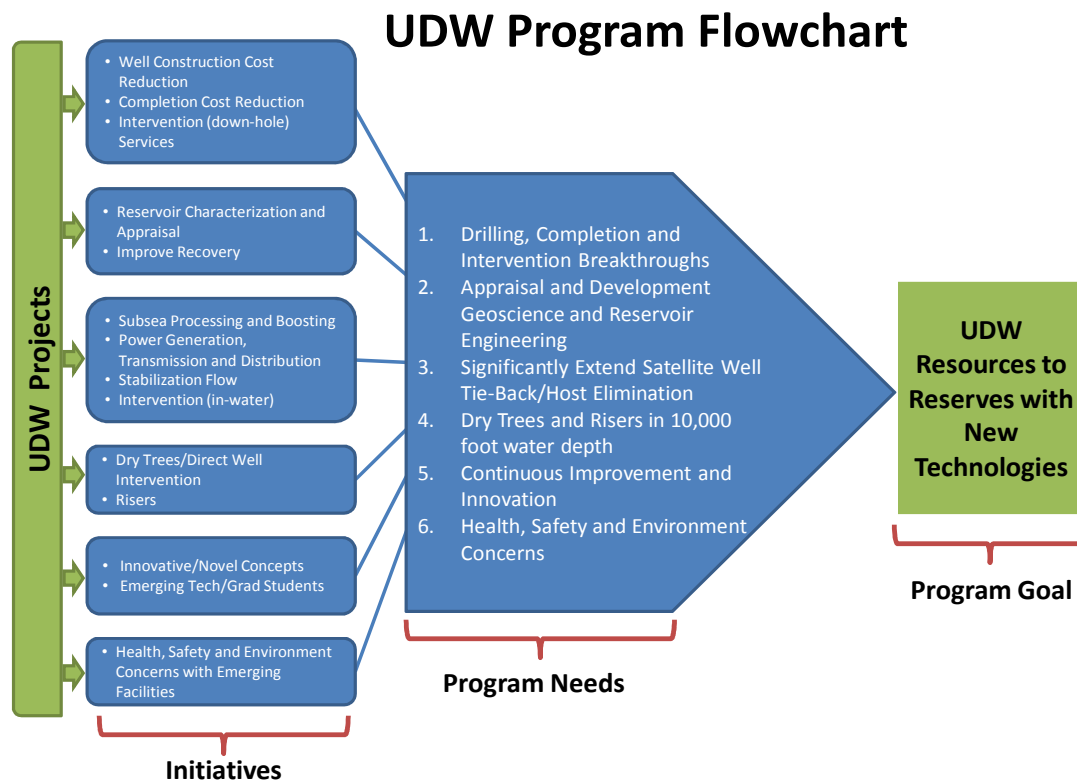 UDW Program Flowchart
UDW Projects
• Well Construction Cost
Reduction
• Completion Cost Reduction
• Intervention (down-hole)
Services
• Reservoir Characterization and
Appraisal
• Improve Recovery
• Subsea Processing and Boosting
• Power Generation,
Transmission and Distribution
• Stabilization Flow
• Intervention (in-water)
• Dry Trees/Direct Well
Intervention
• Risers
• Innovative/Novel Concepts
• Emerging Tech/Grad Students
• Health, Safety and Environment
Concerns with Emerging
Facilities
Initiatives
1. Drilling, Completion and
Intervention Breakthroughs
2. Appraisal and Development
Geoscience and Reservoir
Engineering
3. Significantly Extend Satellite Well
Tie-Back/Host Elimination
4. Dry Trees and Risers in 10,000
foot water depth
5. Continuous Improvement and
Innovation
6. Health, Safety and Environment
Concerns
Program Needs
UDW
Resources to
Reserves with
New
Technologies
Program Goal